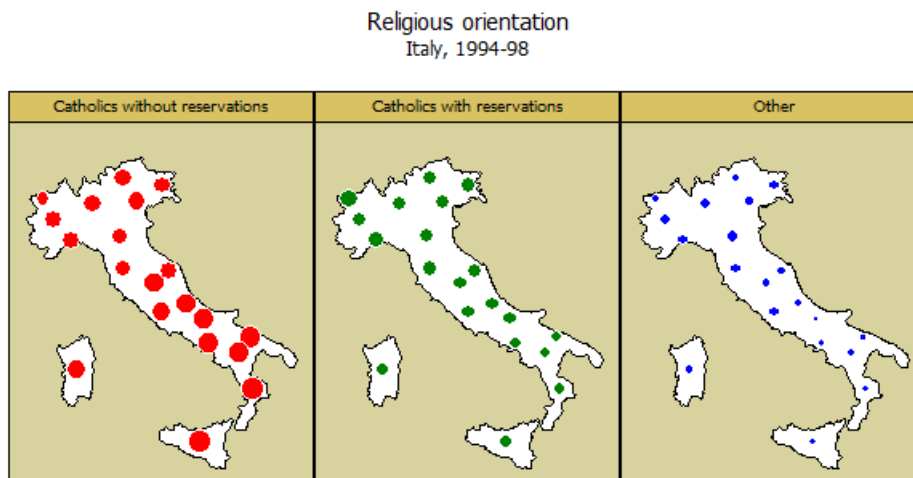 Religious orientation
Italy, 1994-98
Catholics without reservations
Catholics with reservations
Other